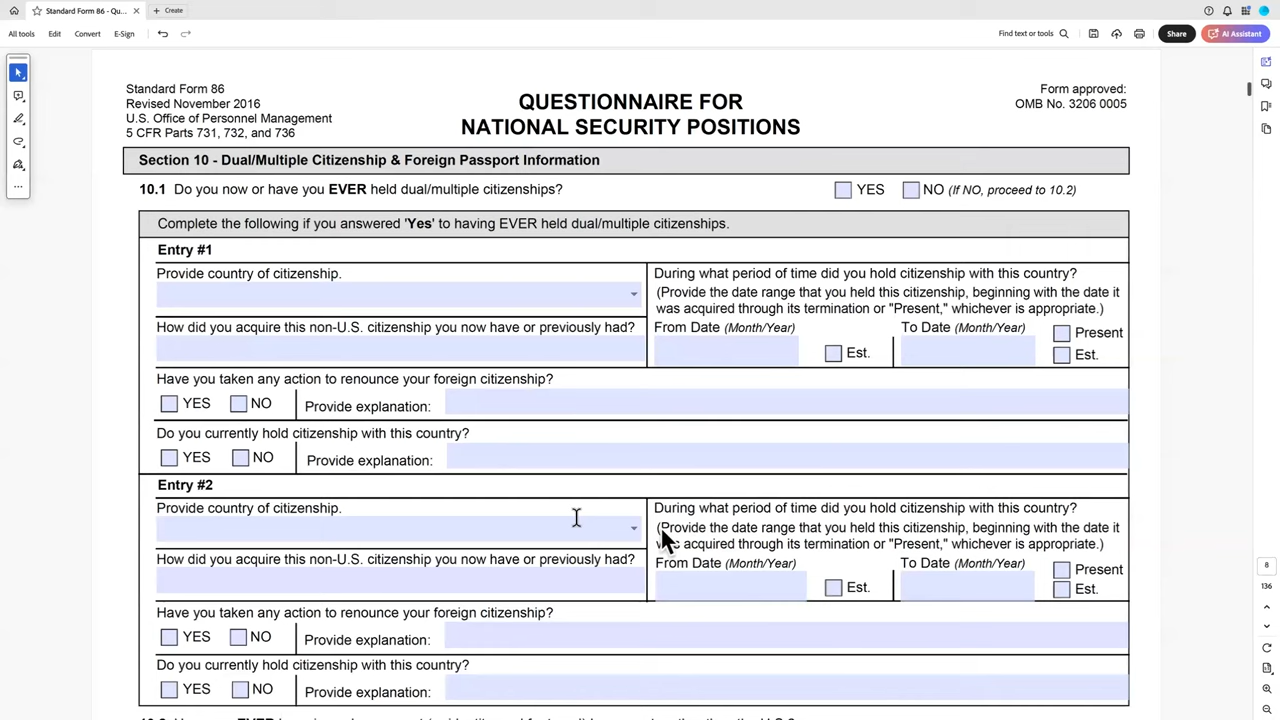 Standard Form 86 - Qu...
Create
All tools
Edit
Convert
E-Sign
Find text or tools
Share
AI Assistant
Standard Form 86
Revised November 2016
U.S. Office of Personnel Management
5 CFR Parts 731, 732, and 736
QUESTIONNAIRE FOR
NATIONAL SECURITY POSITIONS
Form approved:
OMB No. 3206 0005
Section 10 - Dual/Multiple Citizenship & Foreign Passport Information
10.1 Do you now or have you EVER held dual/multiple citizenships?
YES
NO (If NO, proceed to 10.2)
Complete the following if you answered 'Yes' to having EVER held dual/multiple citizenships.
Entry #1
Provide country of citizenship.
How did you acquire this non-U.S. citizenship you now have or previously had?
During what period of time did you hold citizenship with this country?
(Provide the date range that you held this citizenship, beginning with the date it
was acquired through its termination or "Present," whichever is appropriate.)
From Date (Month/Year)
Est.
To Date (Month/Year)
Present
Est.
Have you taken any action to renounce your foreign citizenship?
YES
NO
Provide explanation:
Do you currently hold citizenship with this country?
YES
NO
Provide explanation:
Entry #2
Provide country of citizenship.
How did you acquire this non-U.S. citizenship you now have or previously had?
During what period of time did you hold citizenship with this country?
(Provide the date range that you held this citizenship, beginning with the date it
was acquired through its termination or "Present," whichever is appropriate.)
From Date (Month/Year)
Est.
To Date (Month/Year)
Present
Est.
Have you taken any action to renounce your foreign citizenship?
YES
NO
Provide explanation:
Do you currently hold citizenship with this country?
YES
NO
Provide explanation:
8
136